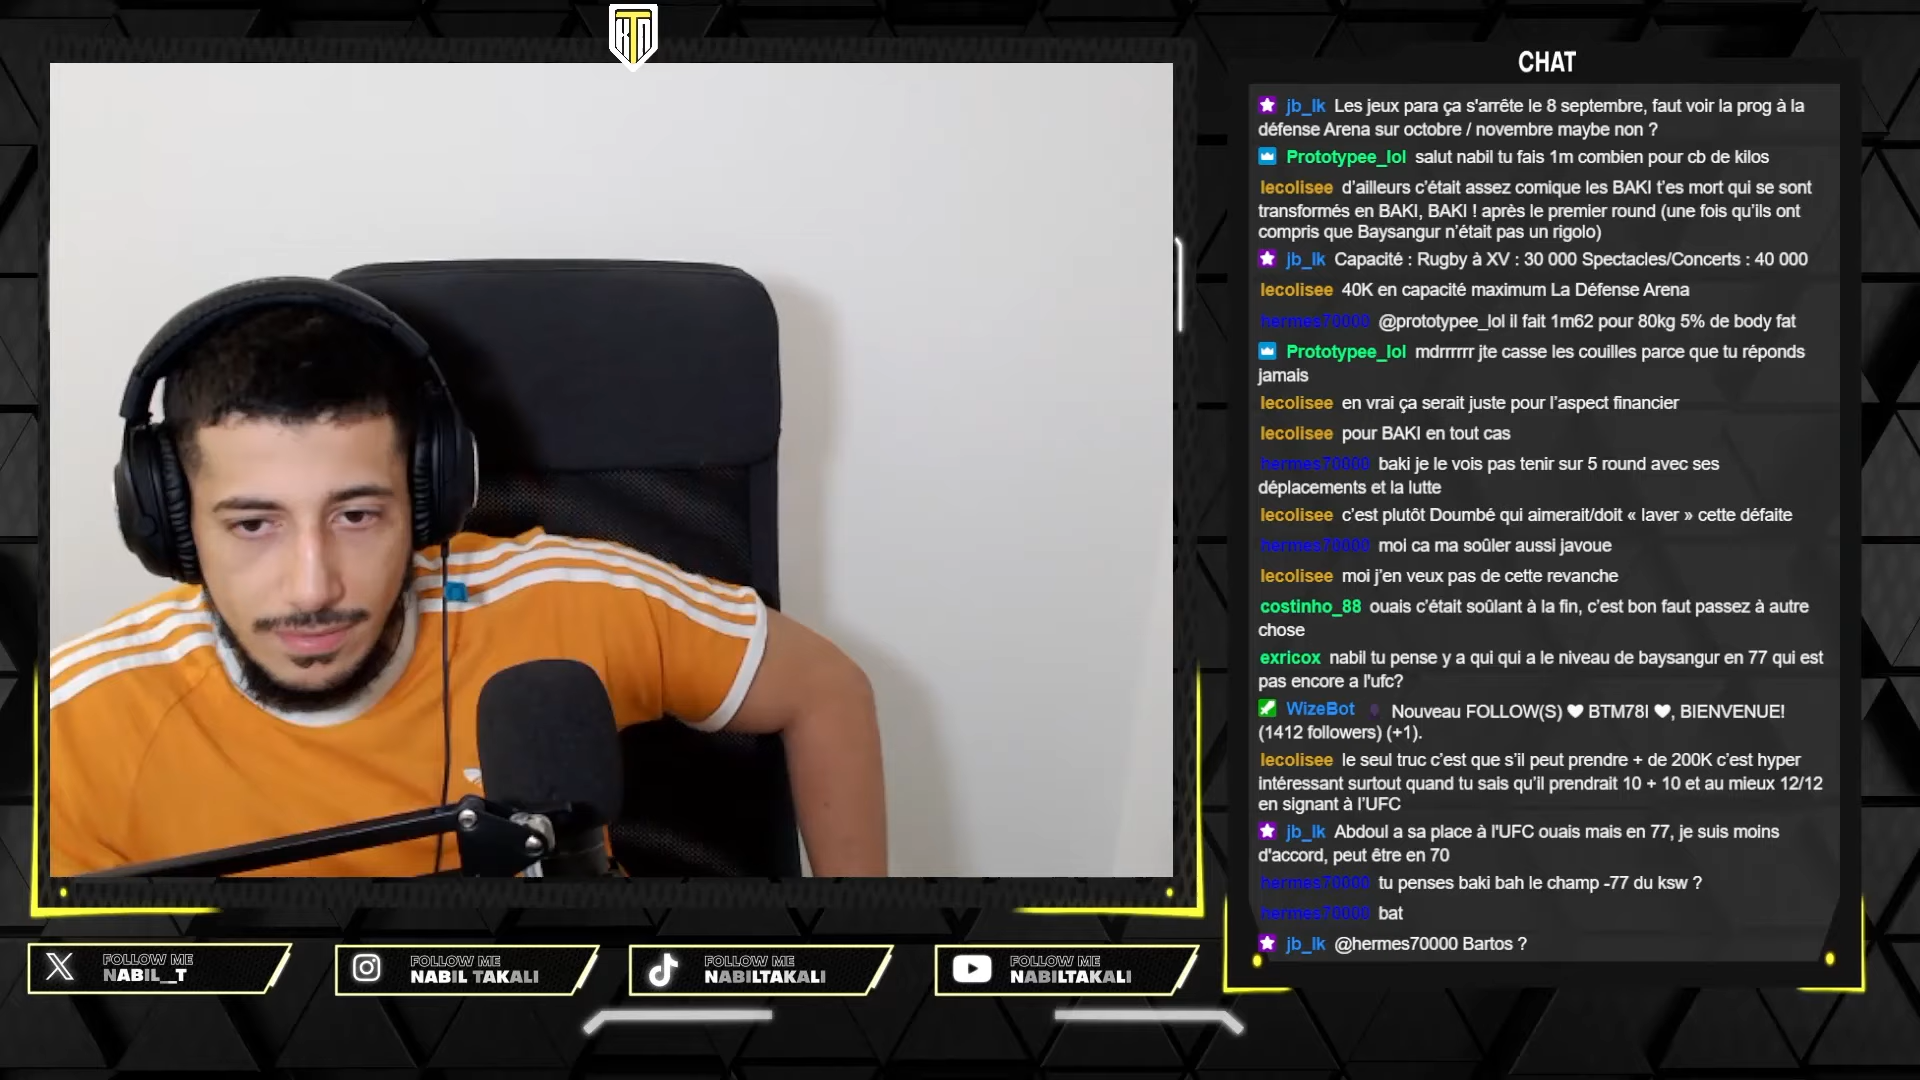 KTN
CHAT
jb_lk Les jeux para ça s'arrête le 8 septembre, faut voir la prog à la
défense Arena sur octobre / novembre maybe non ?
Prototypee_lol salut nabil tu fais 1m combien pour cb de kilos
lecolisee d’ailleurs c’était assez comique les BAKI t’es mort qui se sont
transformés en BAKI, BAKI ! après le premier round (une fois qu’ils ont
compris que Baysangur n’était pas un rigolo)
jb_lk Capacité : Rugby à XV : 30 000 Spectacles/Concerts : 40 000
lecolisee 40K en capacité maximum La Défense Arena
hermes70000 @prototypee_lol il fait 1m62 pour 80kg 5% de body fat
Prototypee_lol mdrrrrrr jte casse les couilles parce que tu réponds
jamais
lecolisee en vrai ça serait juste pour l’aspect financier
lecolisee pour BAKI en tout cas
hermes70000 baki je le vois pas tenir sur 5 round avec ses
déplacements et la lutte
lecolisee c’est plutôt Doumbé qui aimerait/doit « laver » cette défaite
hermes70000 moi ca ma soûler aussi javoue
lecolisee moi j’en veux pas de cette revanche
costinho_88 ouais c’était soûlant à la fin, c’est bon faut passez à autre
chose
exricox nabil tu pense y a qui qui a le niveau de baysangur en 77 qui est
pas encore a l'ufc?
WizeBot Nouveau FOLLOW(S) ♥ BTM78I ♥, BIENVENUE!
(1412 followers) (+1).
lecolisee le seul truc c’est que s’il peut prendre + de 200K c’est hyper
intéressant surtout quand tu sais qu’il prendrait 10 + 10 et au mieux 12/12
en signant à l’UFC
jb_lk Abdoul a sa place à l'UFC ouais mais en 77, je suis moins
d'accord, peut être en 70
hermes70000 tu penses baki bah le champ -77 du ksw ?
hermes70000 bat
jb_lk @hermes70000 Bartos ?
FOLLOW ME
NABIL__T
FOLLOW ME
NABIL TAKALI
FOLLOW ME
NABILTAKALI
FOLLOW ME
NABILTAKALI